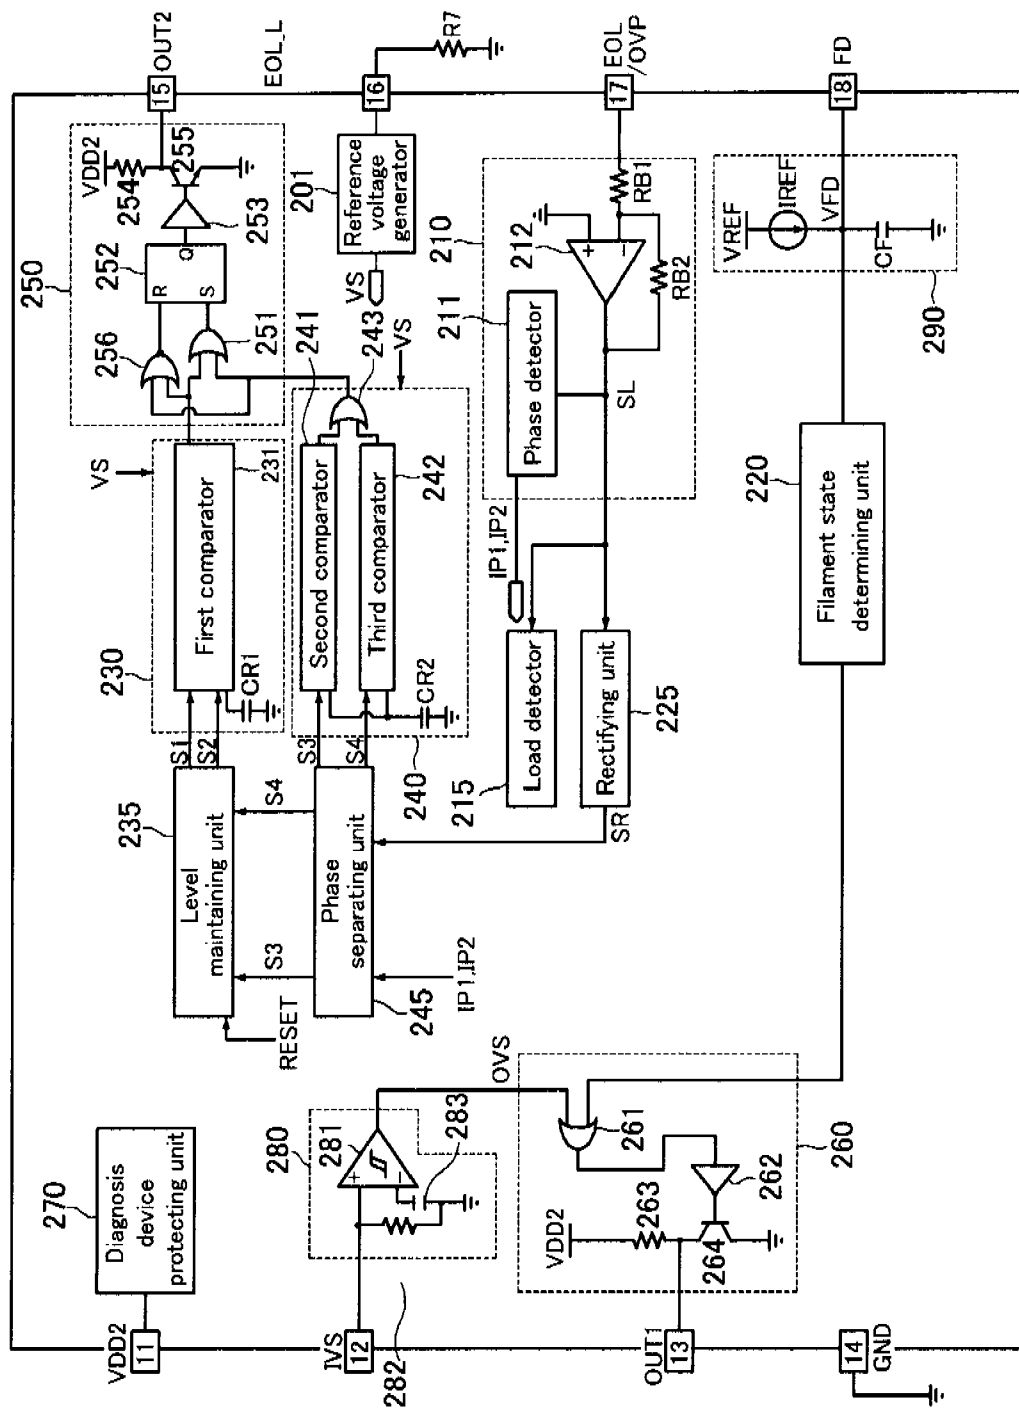 VDD2
11
270
Diagnosis
device
protecting unit
IVS
12
282
280
281
+
−
283
OVS
OUT1
13
VDD2
263
264
262
261
260
14
GND
RESET
235
Level
maintaining unit
S3
S4
S1
S2
245
Phase
separating unit
IP1,IP2
S3
S4
SR
230
First comparator
231
CR1
VS
240
Second comparator
241
Third comparator
242
CR2
243
VS
250
256
251
252
R
S
Q
253
254
255
VDD2
15
OUT2
EOL_L
201
Reference
voltage
generator
VS
16
R7
215
Load detector
Rectifying unit
225
IP1,IP2
210
211
Phase detector
212
+
−
SL
RB1
RB2
17
EOL
/OVP
220
Filament state
determining unit
290
VREF
IREF
VFD
CF
18
FD